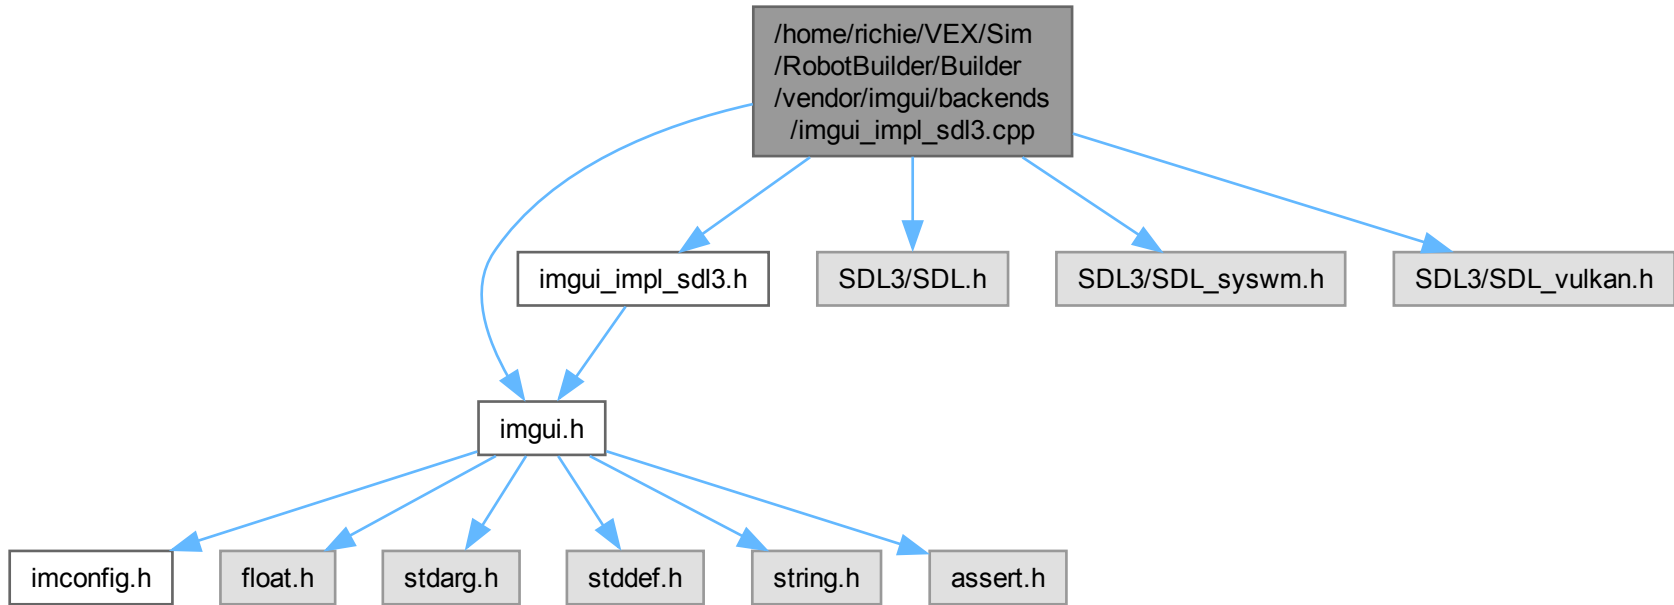 /home/richie/VEX/Sim
/RobotBuilder/Builder
/vendor/imgui/backends
/imgui_impl_sdl3.cpp
imgui_impl_sdl3.h
SDL3/SDL.h
SDL3/SDL_syswm.h
SDL3/SDL_vulkan.h
imgui.h
imconfig.h
float.h
stdarg.h
stddef.h
string.h
assert.h